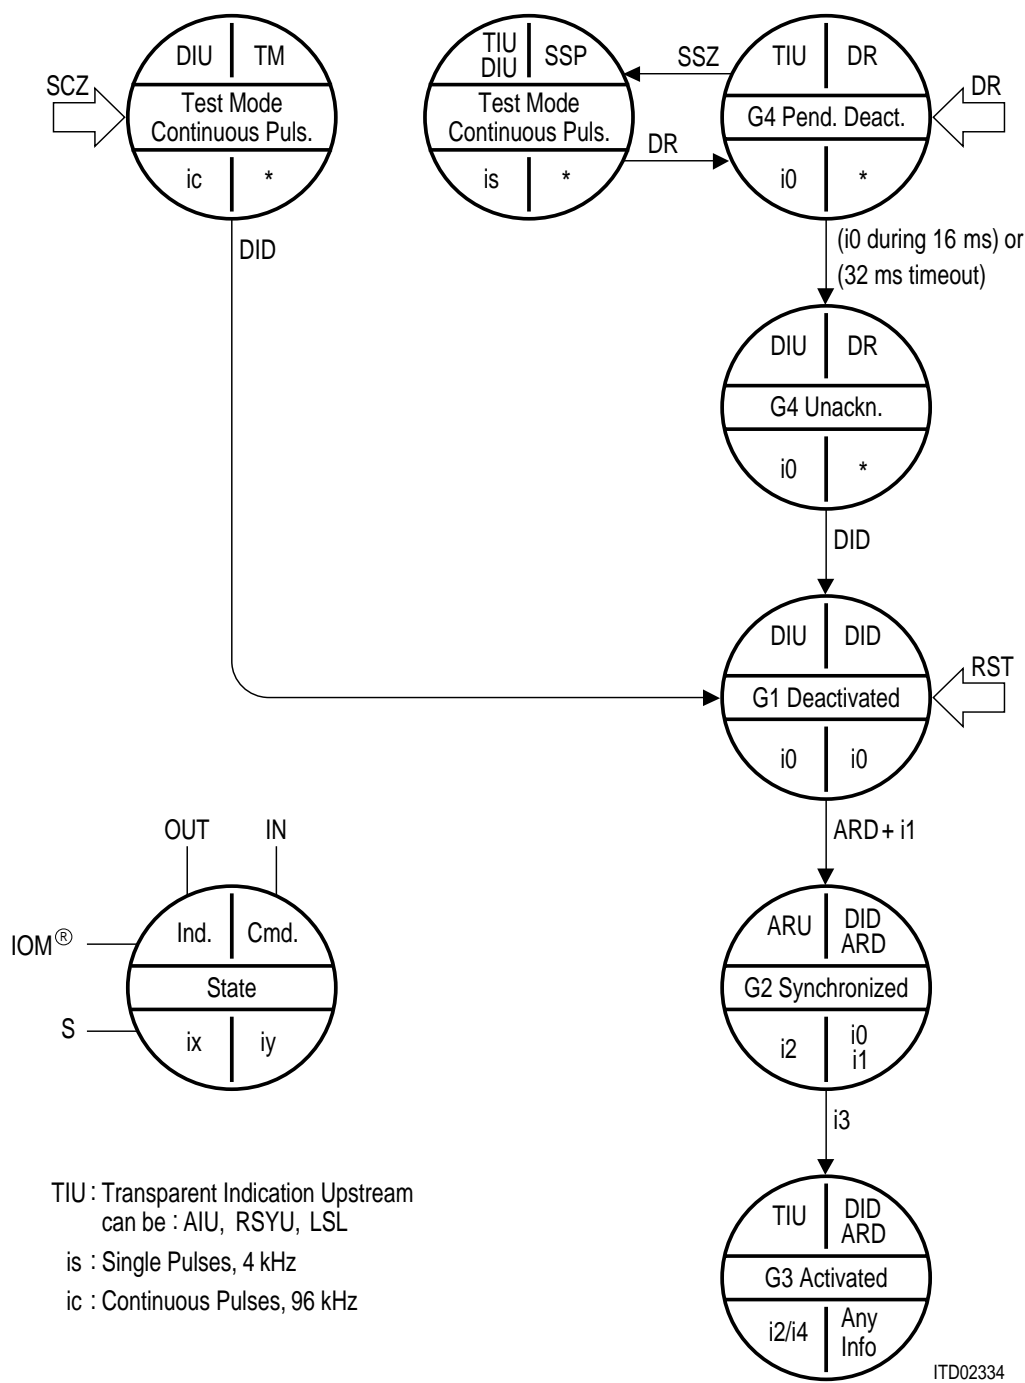 SCZ
DIU TM
Test Mode
Continuous Puls.
ic *
DID
TIU
DIU SSP
Test Mode
Continuous Puls.
is *
SSZ
DR
TIU DR
G4 Pend. Deact.
i0 *
DR
(i0 during 16 ms) or
(32 ms timeout)
DIU DR
G4 Unackn.
i0 *
DID
DIU DID
G1 Deactivated
i0 i0
RST
ARD + i1
ARU DID
ARD
G2 Synchronized
i2 i0
i1
i3
TIU DID
ARD
G3 Activated
i2/i4 Any
Info
OUT IN
IOM®
Ind. Cmd.
State
S
ix iy
TIU : Transparent Indication Upstream
can be : AIU, RSYU, LSL
is : Single Pulses, 4 kHz
ic : Continuous Pulses, 96 kHz
ITD02334